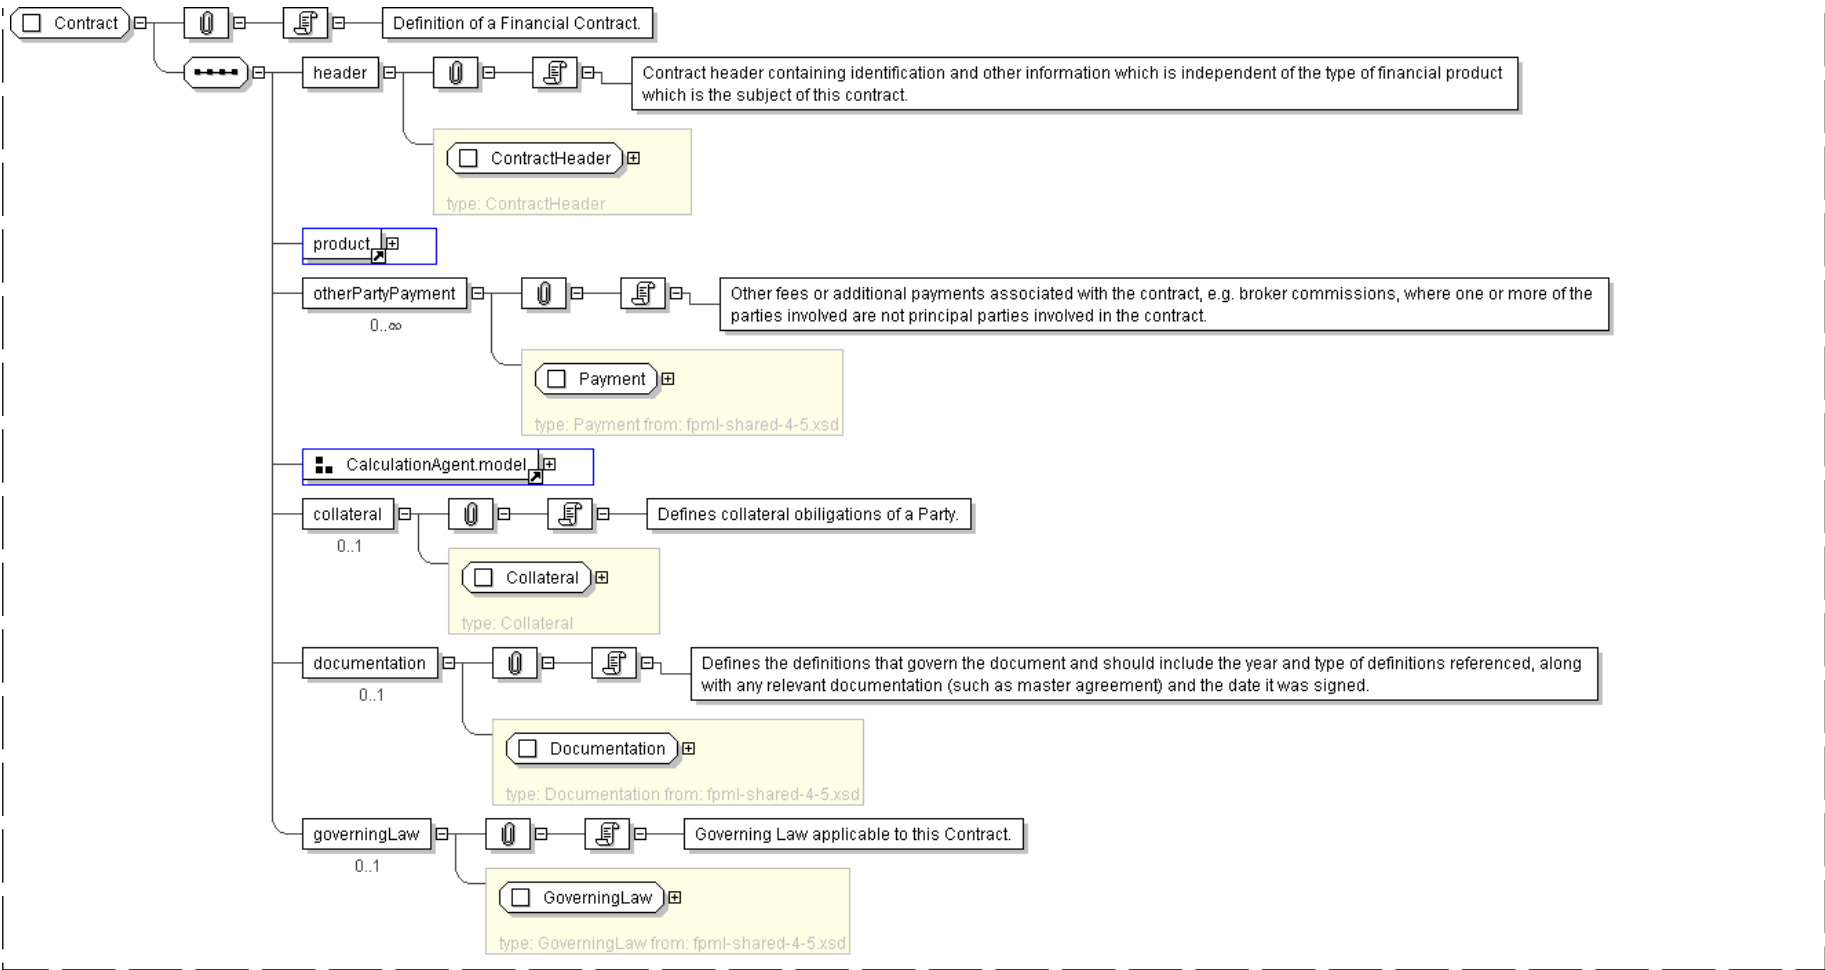 Contract
Definition of a Financial Contract.
header
Contract header containing identification and other information which is independent of the type of financial product
which is the subject of this contract.
ContractHeader
type: ContractHeader
product
otherPartyPayment
0..∞
Other fees or additional payments associated with the contract, e.g. broker commissions, where one or more of the
parties involved are not principal parties involved in the contract.
Payment
type: Payment from: fpml-shared-4-5.xsd
CalculationAgent.model
collateral
0..1
Defines collateral obiligations of a Party.
Collateral
type: Collateral
documentation
0..1
Defines the definitions that govern the document and should include the year and type of definitions referenced, along
with any relevant documentation (such as master agreement) and the date it was signed.
Documentation
type: Documentation from: fpml-shared-4-5.xsd
governingLaw
0..1
Governing Law applicable to this Contract.
GoverningLaw
type: GoverningLaw from: fpml-shared-4-5.xsd